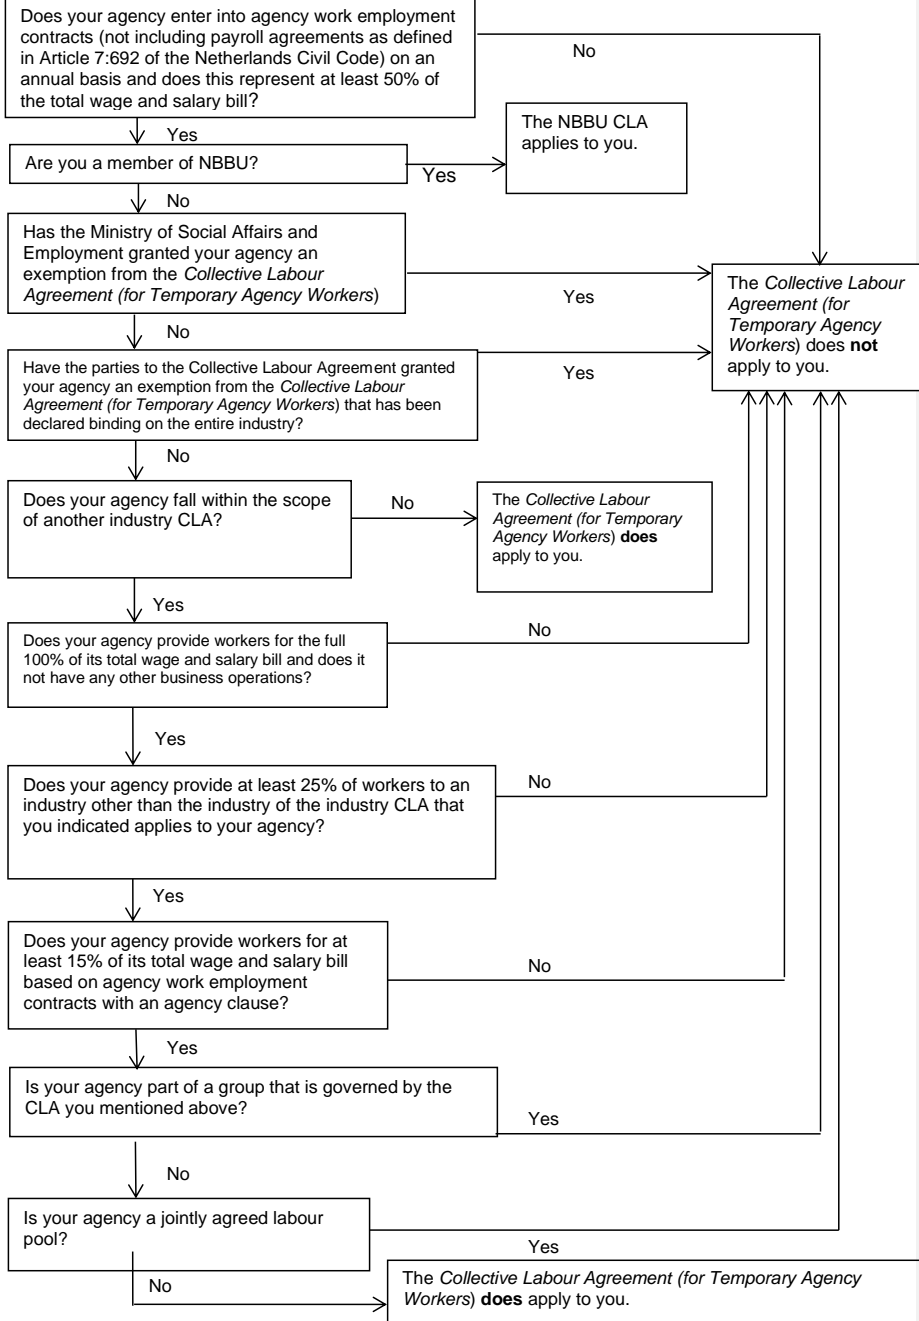 Does your agency enter into agency work employment
contracts (not including payroll agreements as defined
in Article 7:692 of the Netherlands Civil Code) on an
annual basis and does this represent at least 50% of
the total wage and salary bill?
No
Yes
The NBBU CLA
applies to you.
Are you a member of NBBU?
Yes
No
Has the Ministry of Social Affairs and
Employment granted your agency an
exemption from the Collective Labour
Agreement (for Temporary Agency Workers)
Yes
The Collective Labour
Agreement (for
Temporary Agency
Workers) does not
apply to you.
No
Have the parties to the Collective Labour Agreement granted
your agency an exemption from the Collective Labour
Agreement (for Temporary Agency Workers) that has been
declared binding on the entire industry?
Yes
No
Does your agency fall within the scope
of another industry CLA?
No
The Collective Labour
Agreement (for Temporary
Agency Workers) does
apply to you.
Yes
Does your agency provide workers for the full
100% of its total wage and salary bill and does it
not have any other business operations?
No
Yes
Does your agency provide at least 25% of workers to an
industry other than the industry of the industry CLA that
you indicated applies to your agency?
No
Yes
Does your agency provide workers for at
least 15% of its total wage and salary bill
based on agency work employment
contracts with an agency clause?
No
Yes
Is your agency part of a group that is governed by the
CLA you mentioned above?
Yes
No
Is your agency a jointly agreed labour
pool?
Yes
No
The Collective Labour Agreement (for Temporary Agency
Workers) does apply to you.